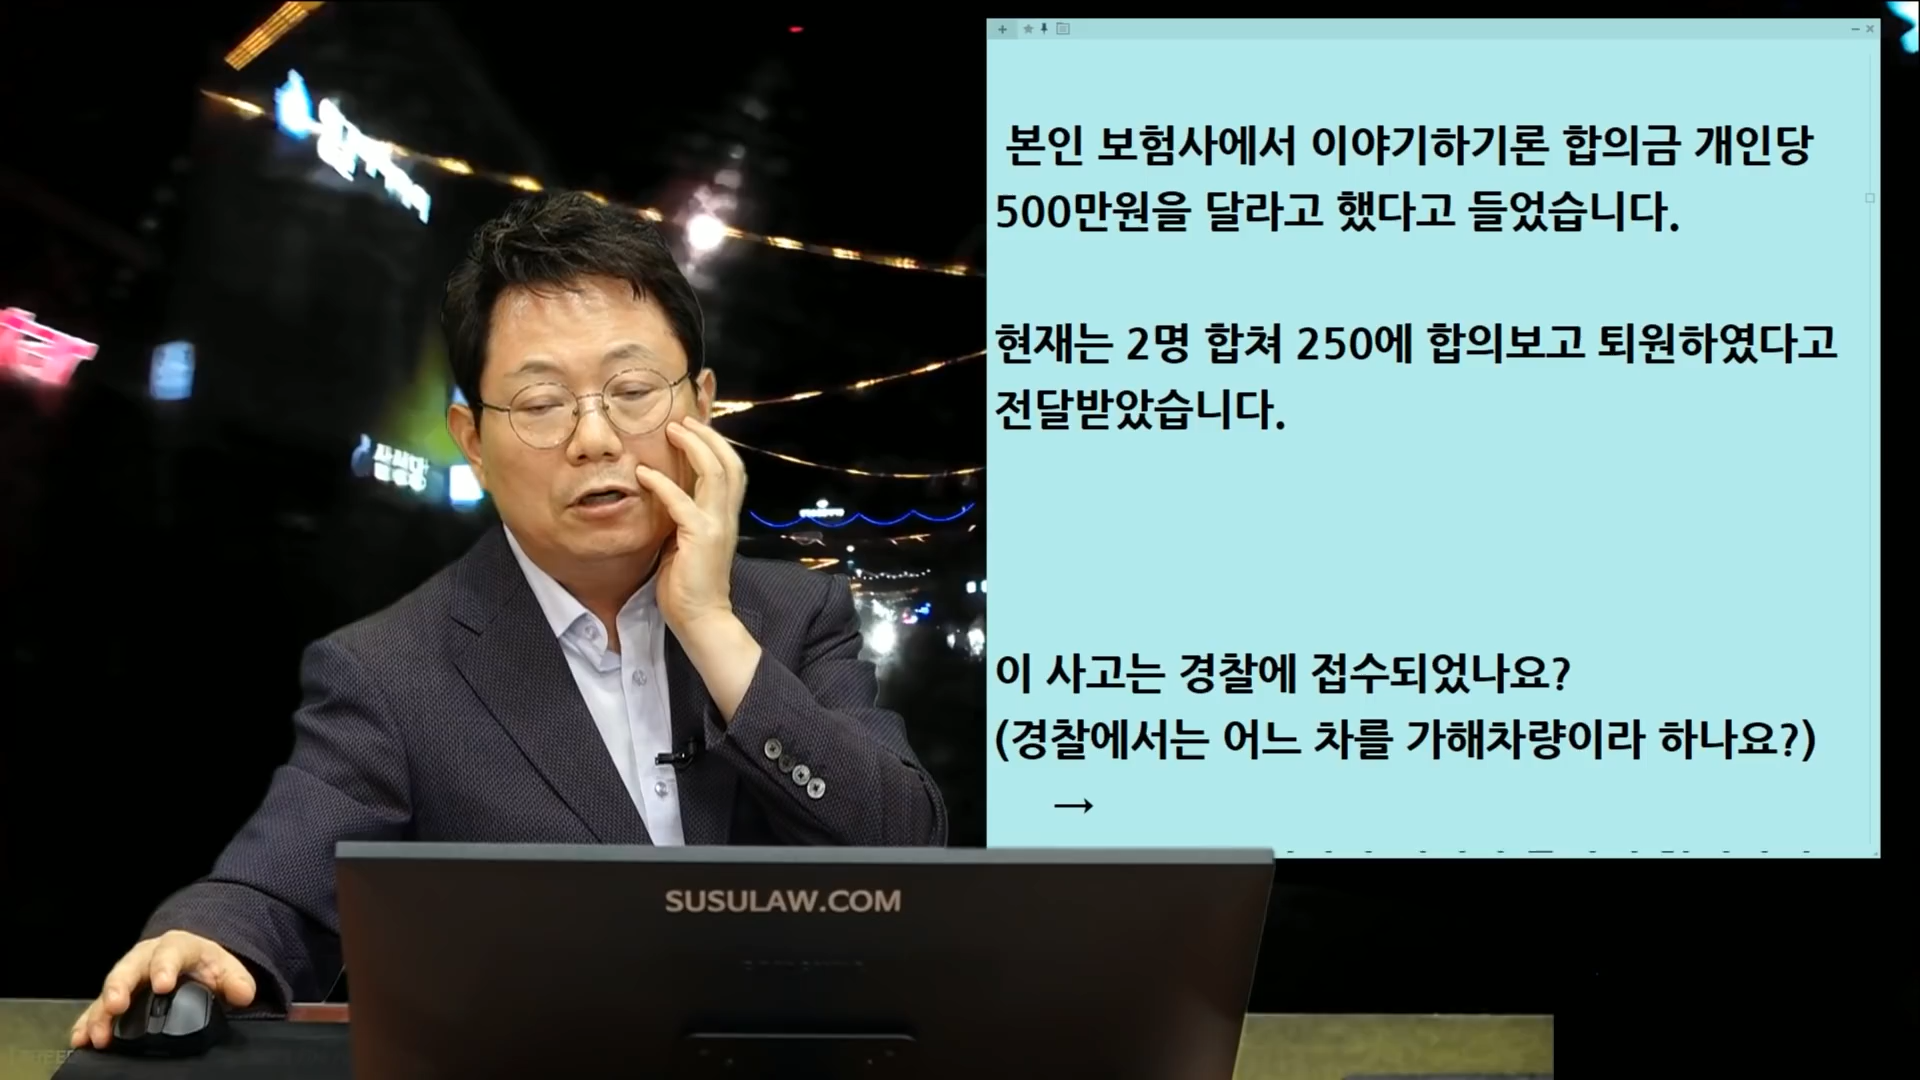 본인 보험사에서 이야기하기론 합의금 개인당
500만원을 달라고 했다고 들었습니다.
현재는 2명 합쳐 250에 합의보고 퇴원하였다고
전달받았습니다.
이 사고는 경찰에 접수되었나요?
(경찰에서는 어느 차를 가해차량이라 하나요?)
→
SUSULAW.COM